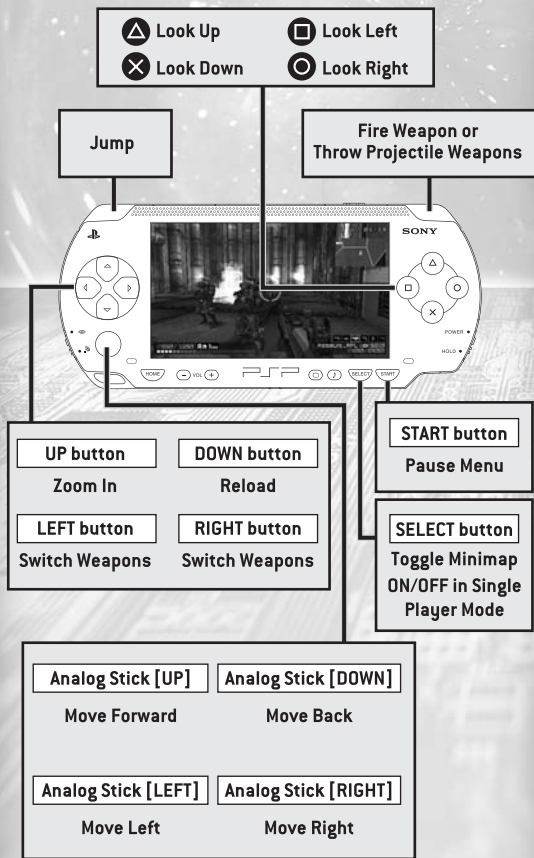 Look Up
Look Left
Look Down
Look Right
Jump
Fire Weapon or
Throw Projectile Weapons
SONY
POWER
HOLD
HOME
VOL
PSP
SELECT
START
UP button
Zoom In
DOWN button
Reload
LEFT button
Switch Weapons
RIGHT button
Switch Weapons
START button
Pause Menu
SELECT button
Toggle Minimap
ON/OFF in Single
Player Mode
Analog Stick [UP]
Move Forward
Analog Stick [DOWN]
Move Back
Analog Stick [LEFT]
Move Left
Analog Stick [RIGHT]
Move Right